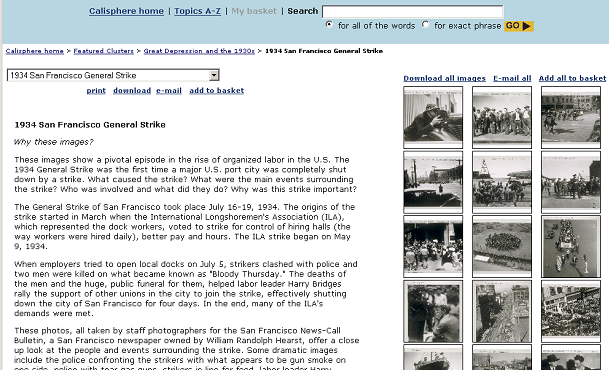 Calisphere home | Topics A-Z | My basket | Search
for all of the words for exact phrase GO
Calisphere home > Featured Clusters > Great Depression and the 1930s > 1934 San Francisco General Strike
1934 San Francisco General Strike
Download all images E-mail all Add all to basket
print download e-mail add to basket
1934 San Francisco General Strike
Why these images?
These images show a pivotal episode in the rise of organized labor in the U.S. The
1934 General Strike was the first time a major U.S. port city was completely shut
down by a strike. What caused the strike? What were the main events surrounding
the strike? Who was involved and what did they do? Why was this strike important?
The General Strike of San Francisco took place July 16-19, 1934. The origins of the
strike started in March when the International Longshoremen's Association (ILA),
which represented the dock workers, voted to strike for control of hiring halls (the
way workers were hired daily), better pay and hours. The ILA strike began on May
9, 1934.
When employers tried to open local docks on July 5, strikers clashed with police and
two men were killed on what became known as "Bloody Thursday." The deaths of
the men and the huge, public funeral for them, helped labor leader Harry Bridges
rally the support of other unions in the city to join the strike, effectively shutting
down the city of San Francisco for four days. In the end, many of the ILA's
demands were met.
These photos, all taken by staff photographers for the San Francisco News-Call
Bulletin, a San Francisco newspaper owned by William Randolph Hearst, offer a close
up look at the people and events surrounding the strike. Some dramatic images
include the police confronting the strikers with what appears to be gun smoke on
one side, police with tear gas guns, strikers in line for food, labor leader Harry